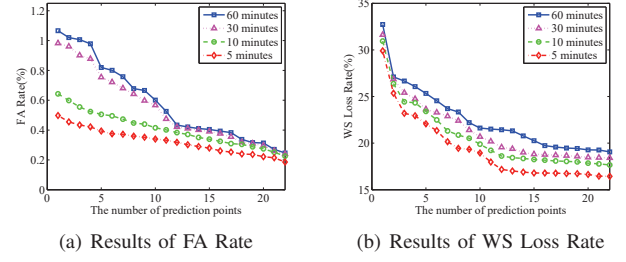 1.2
1
0.8
0.6
0.4
0.2
0
FA Rate(%)
60 minutes
30 minutes
10 minutes
5 minutes
0 5 10 15 20
The number of prediction points
(a) Results of FA Rate
35
30
25
20
15
WS Loss Rate(%)
60 minutes
30 minutes
10 minutes
5 minutes
0 5 10 15 20
The number of prediction points
(b) Results of WS Loss Rate